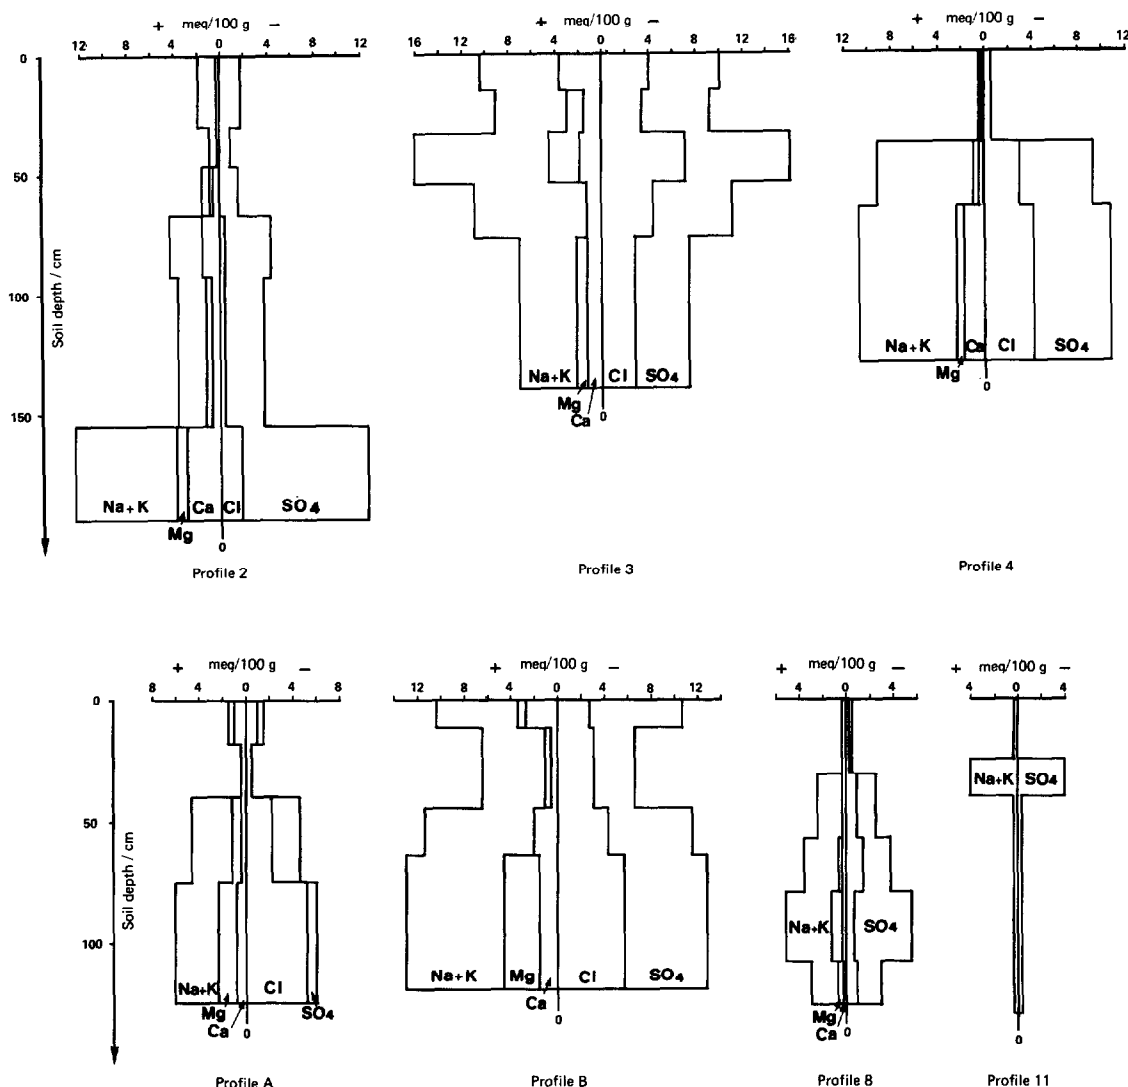 + meq/100 g −
12 8 4 0 4 8 12
+ meq/100 g −
16 12 8 4 0 4 8 12 16
+ meq/100 g −
12 8 4 0 4 8 12
0
50
100
150
Soil depth / cm
Na+K Ca Cl SO4
Mg
0
Profile 2
Na+K Cl SO4
Mg
Ca
0
Profile 3
Na+K Ca Cl SO4
Mg
0
Profile 4
+ meq/100 g −
8 4 0 4 8
+ meq/100 g −
12 8 4 0 4 8 12
+ meq/100 g −
4 0 4
+ meq/100 g −
4 0 4
0
50
100
Soil depth / cm
Na+K Cl
Mg SO4
Ca
0
Profile A
Na+K Mg Cl SO4
Ca
0
Profile B
Na+K SO4
Mg
Ca
0
Profile 8
Na+K SO4
0
Profile 11